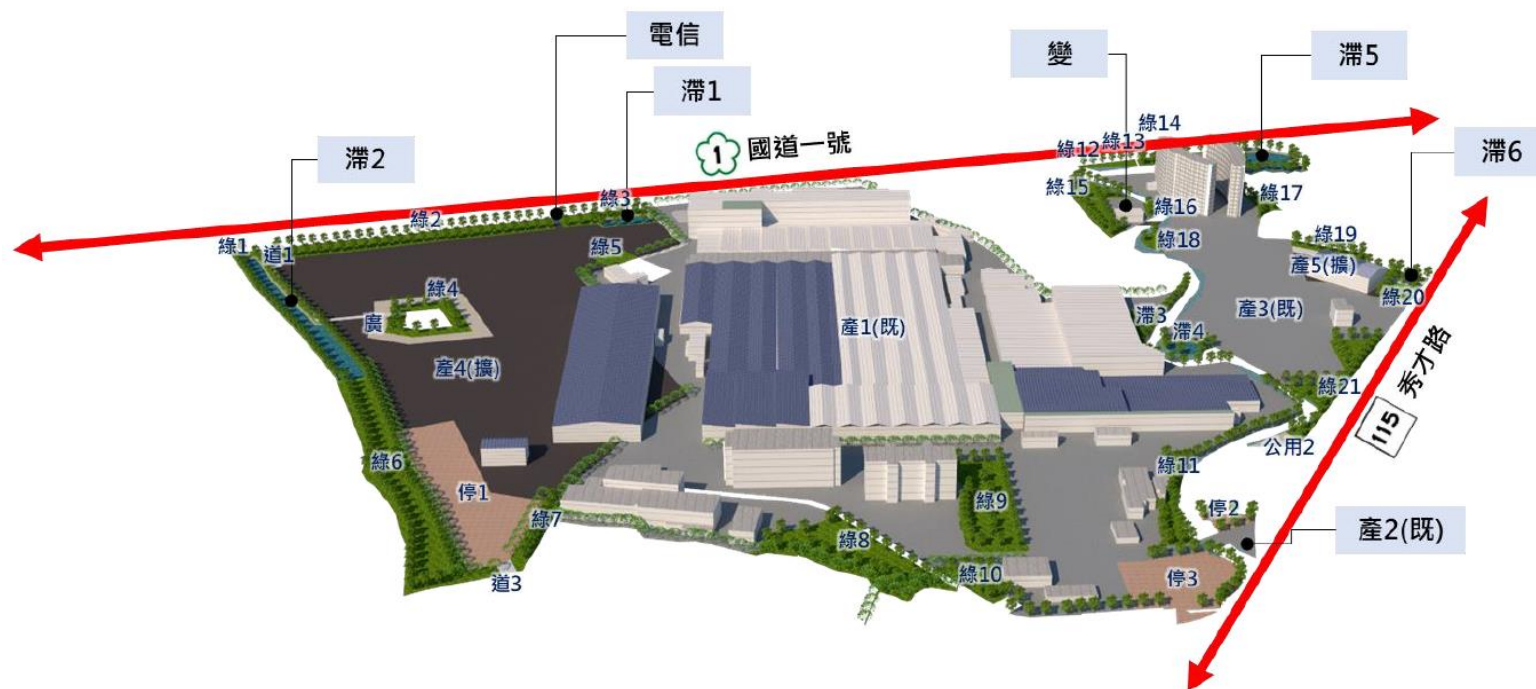 電信
變
滯5
滯1
滯2
1 國道一號
滯6
綠14
綠13
綠12
綠15
綠16
綠17
綠3
綠2
綠1
道1
綠5
綠18
綠19
產5(擴)
綠20
綠4
廣
產1(既)
滯3
滯4
產3(既)
產4(擴)
綠21
115 秀才路
公用2
綠6
停1
綠7
綠9
綠11
停2
產2(既)
綠8
綠10
停3
道3